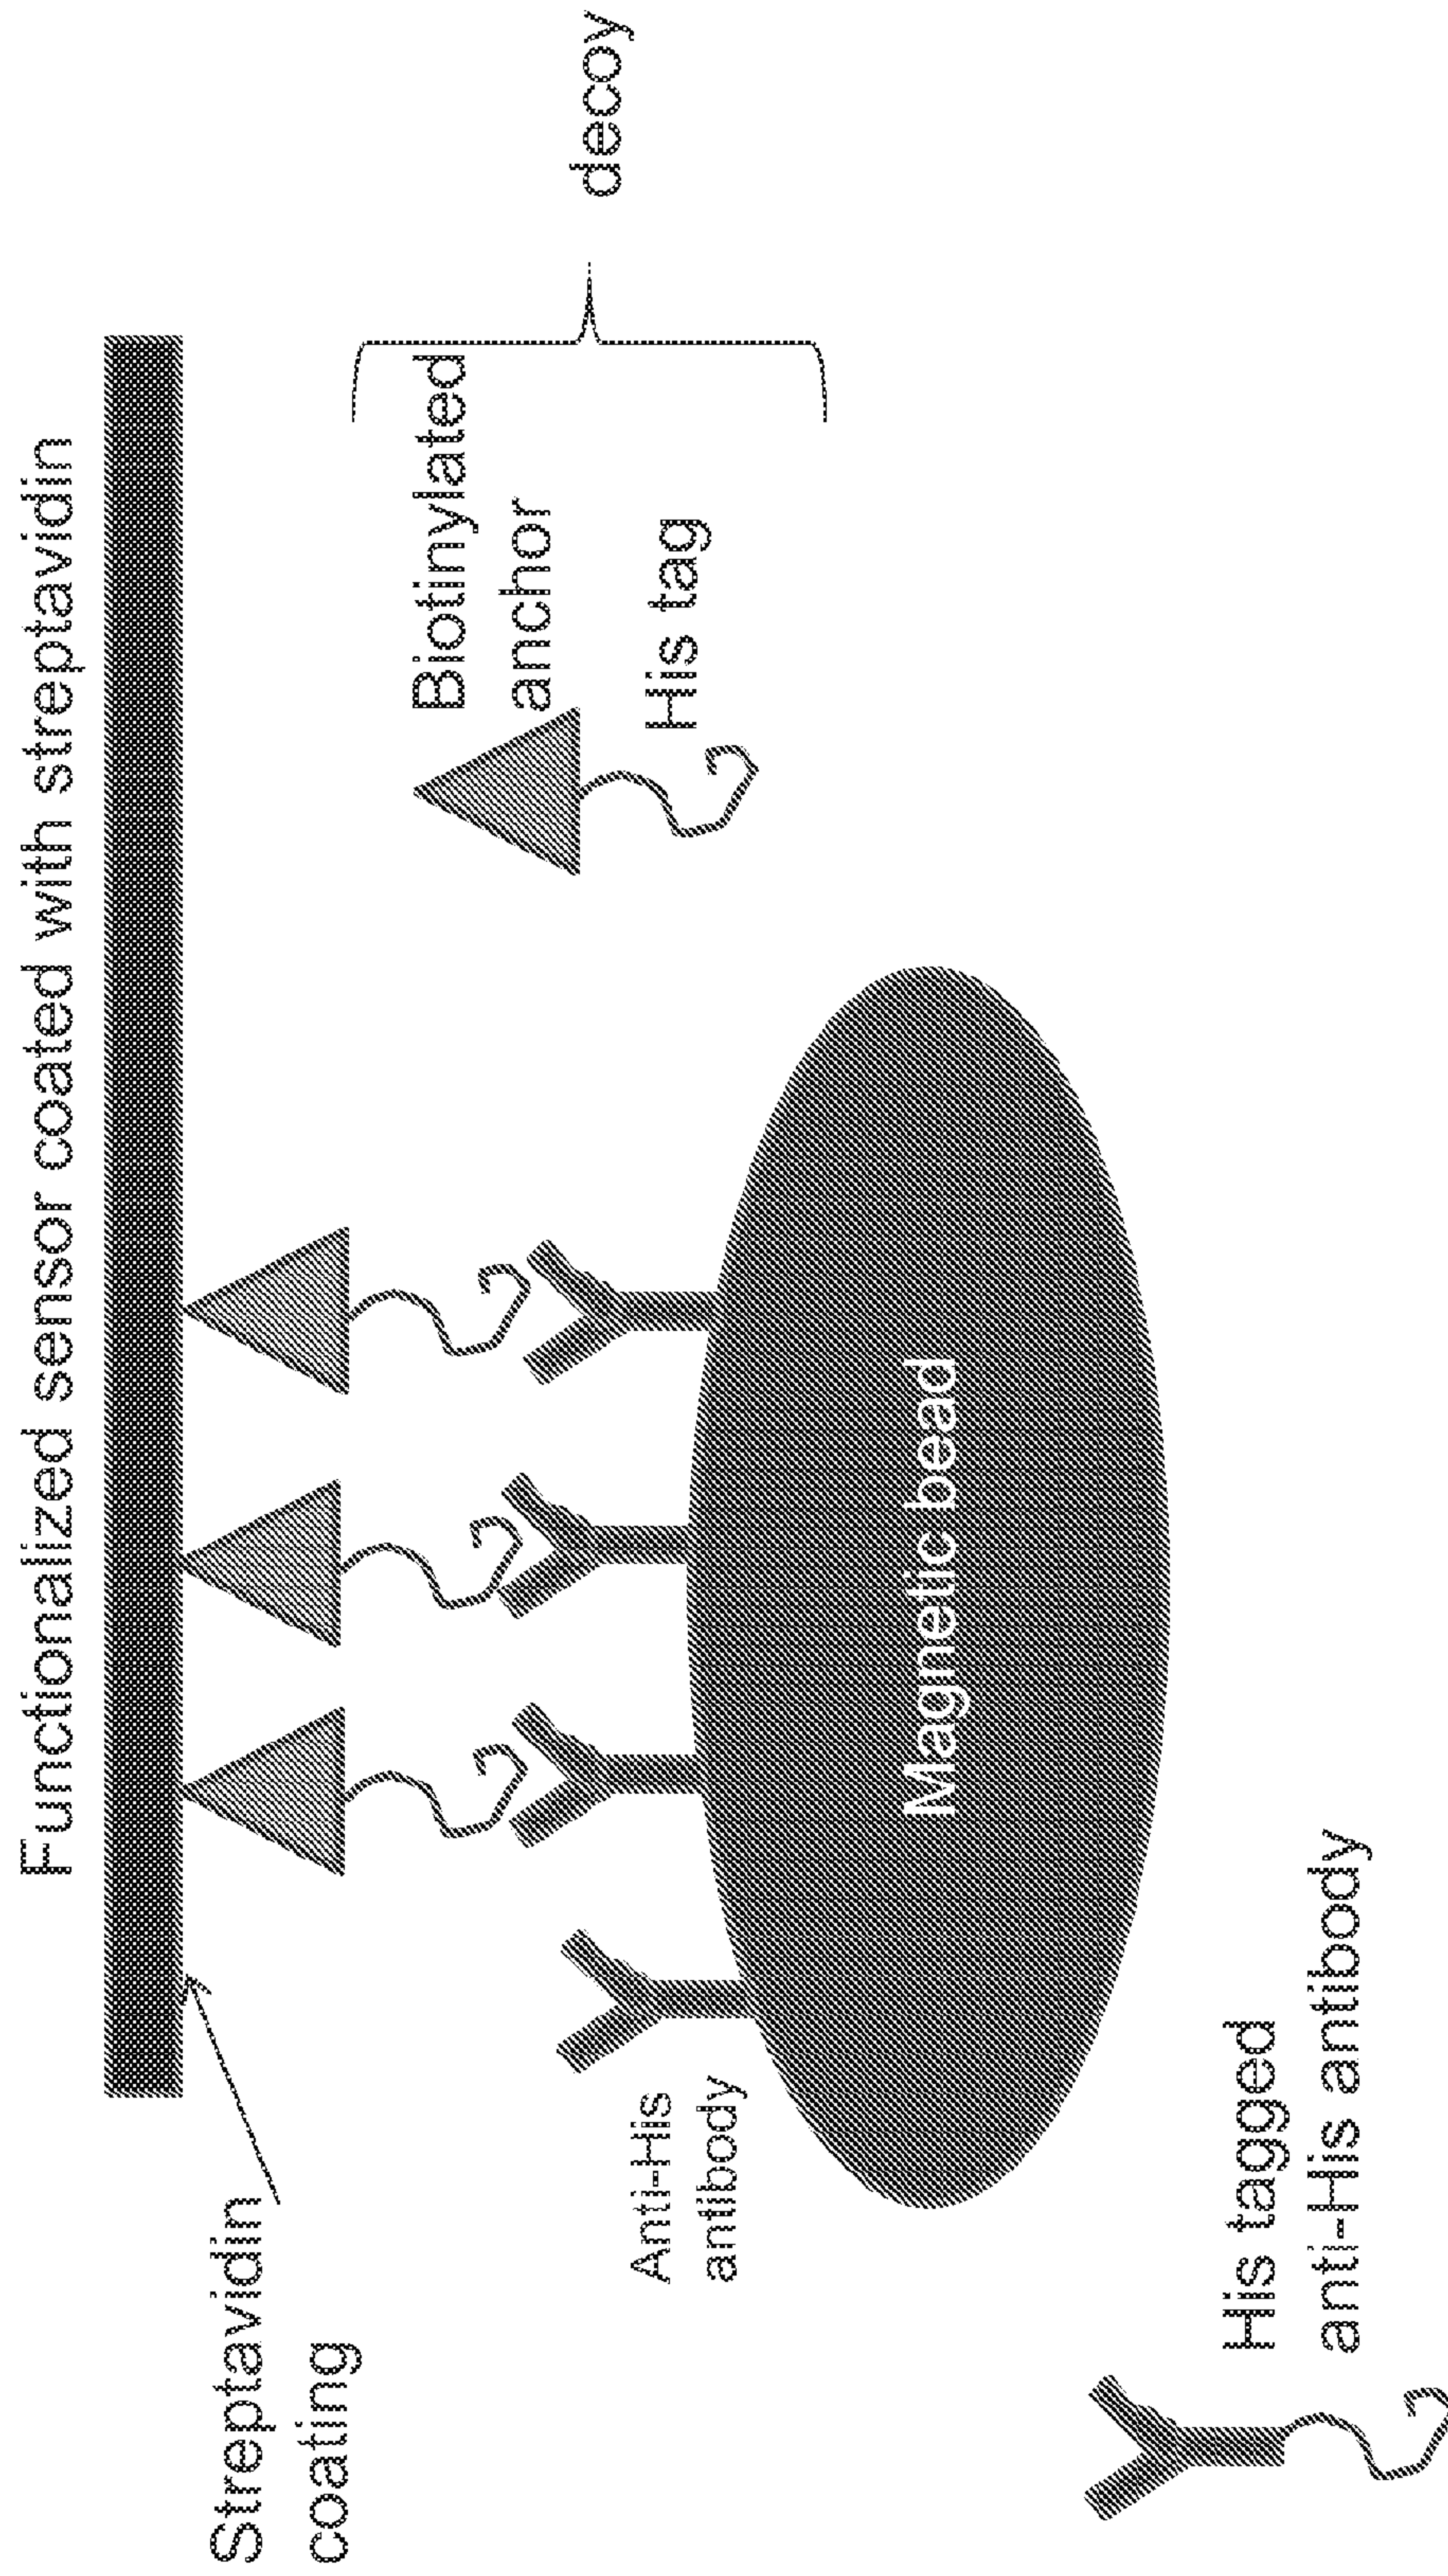 Functionalized sensor coated with streptavidin
Streptavidin
coating
Biotinylated
anchor
His tag
decoy
Anti-His
antibody
Magnetic bead
His tagged
anti-His antibody